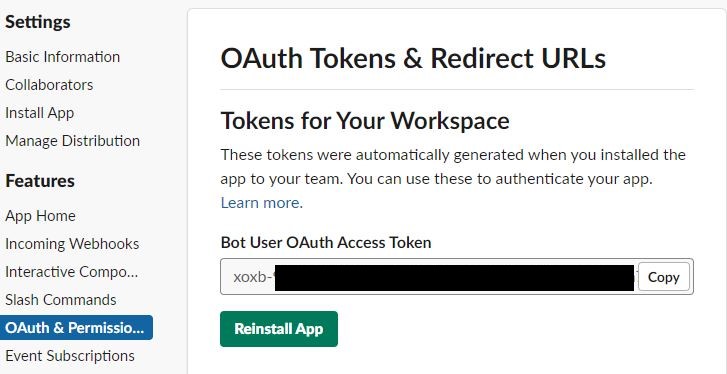 Settings
Basic Information
Collaborators
Install App
Manage Distribution
Features
App Home
Incoming Webhooks
Interactive Compo...
Slash Commands
OAuth & Permissio...
Event Subscriptions
OAuth Tokens & Redirect URLs
Tokens for Your Workspace
These tokens were automatically generated when you installed the
app to your team. You can use these to authenticate your app.
Learn more.
Bot User OAuth Access Token
xoxb-
Copy
Reinstall App